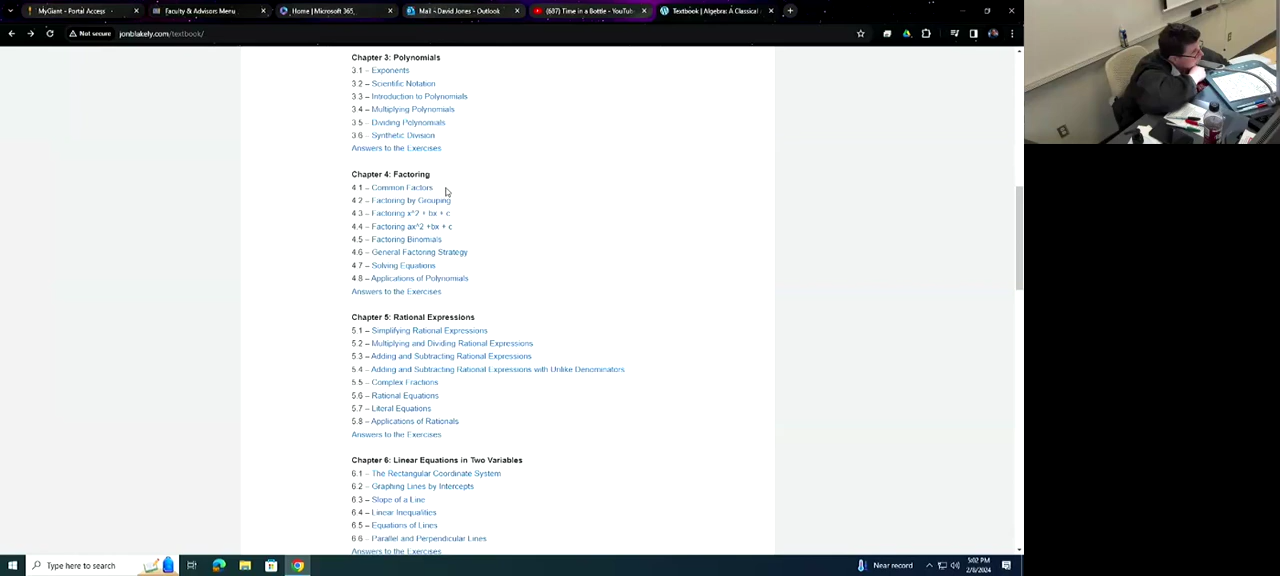 MyGiant - Portal Access
Faculty & Advisors Menu
Home | Microsoft 365
Mail - David Jones - Outlook
(687) Time in a Bottle - YouTube
Textbook | Algebra: A Classical
Not secure
jonblakely.com/textbook/
Chapter 3: Polynomials
3.1 – Exponents
3.2 – Scientific Notation
3.3 – Introduction to Polynomials
3.4 – Multiplying Polynomials
3.5 – Dividing Polynomials
3.6 – Synthetic Division
Answers to the Exercises
Chapter 4: Factoring
4.1 – Common Factors
4.2 – Factoring by Grouping
4.3 – Factoring x^2 + bx + c
4.4 – Factoring ax^2 +bx + c
4.5 – Factoring Binomials
4.6 – General Factoring Strategy
4.7 – Solving Equations
4.8 – Applications of Polynomials
Answers to the Exercises
Chapter 5: Rational Expressions
5.1 – Simplifying Rational Expressions
5.2 – Multiplying and Dividing Rational Expressions
5.3 – Adding and Subtracting Rational Expressions
5.4 – Adding and Subtracting Rational Expressions with Unlike Denominators
5.5 – Complex Fractions
5.6 – Rational Equations
5.7 – Literal Equations
5.8 – Applications of Rationals
Answers to the Exercises
Chapter 6: Linear Equations in Two Variables
6.1 – The Rectangular Coordinate System
6.2 – Graphing Lines by Intercepts
6.3 – Slope of a Line
6.4 – Linear Inequalities
6.5 – Equations of Lines
6.6 – Parallel and Perpendicular Lines
Answers to the Exercises
Type here to search
Near record
5:02 PM
2/8/2024